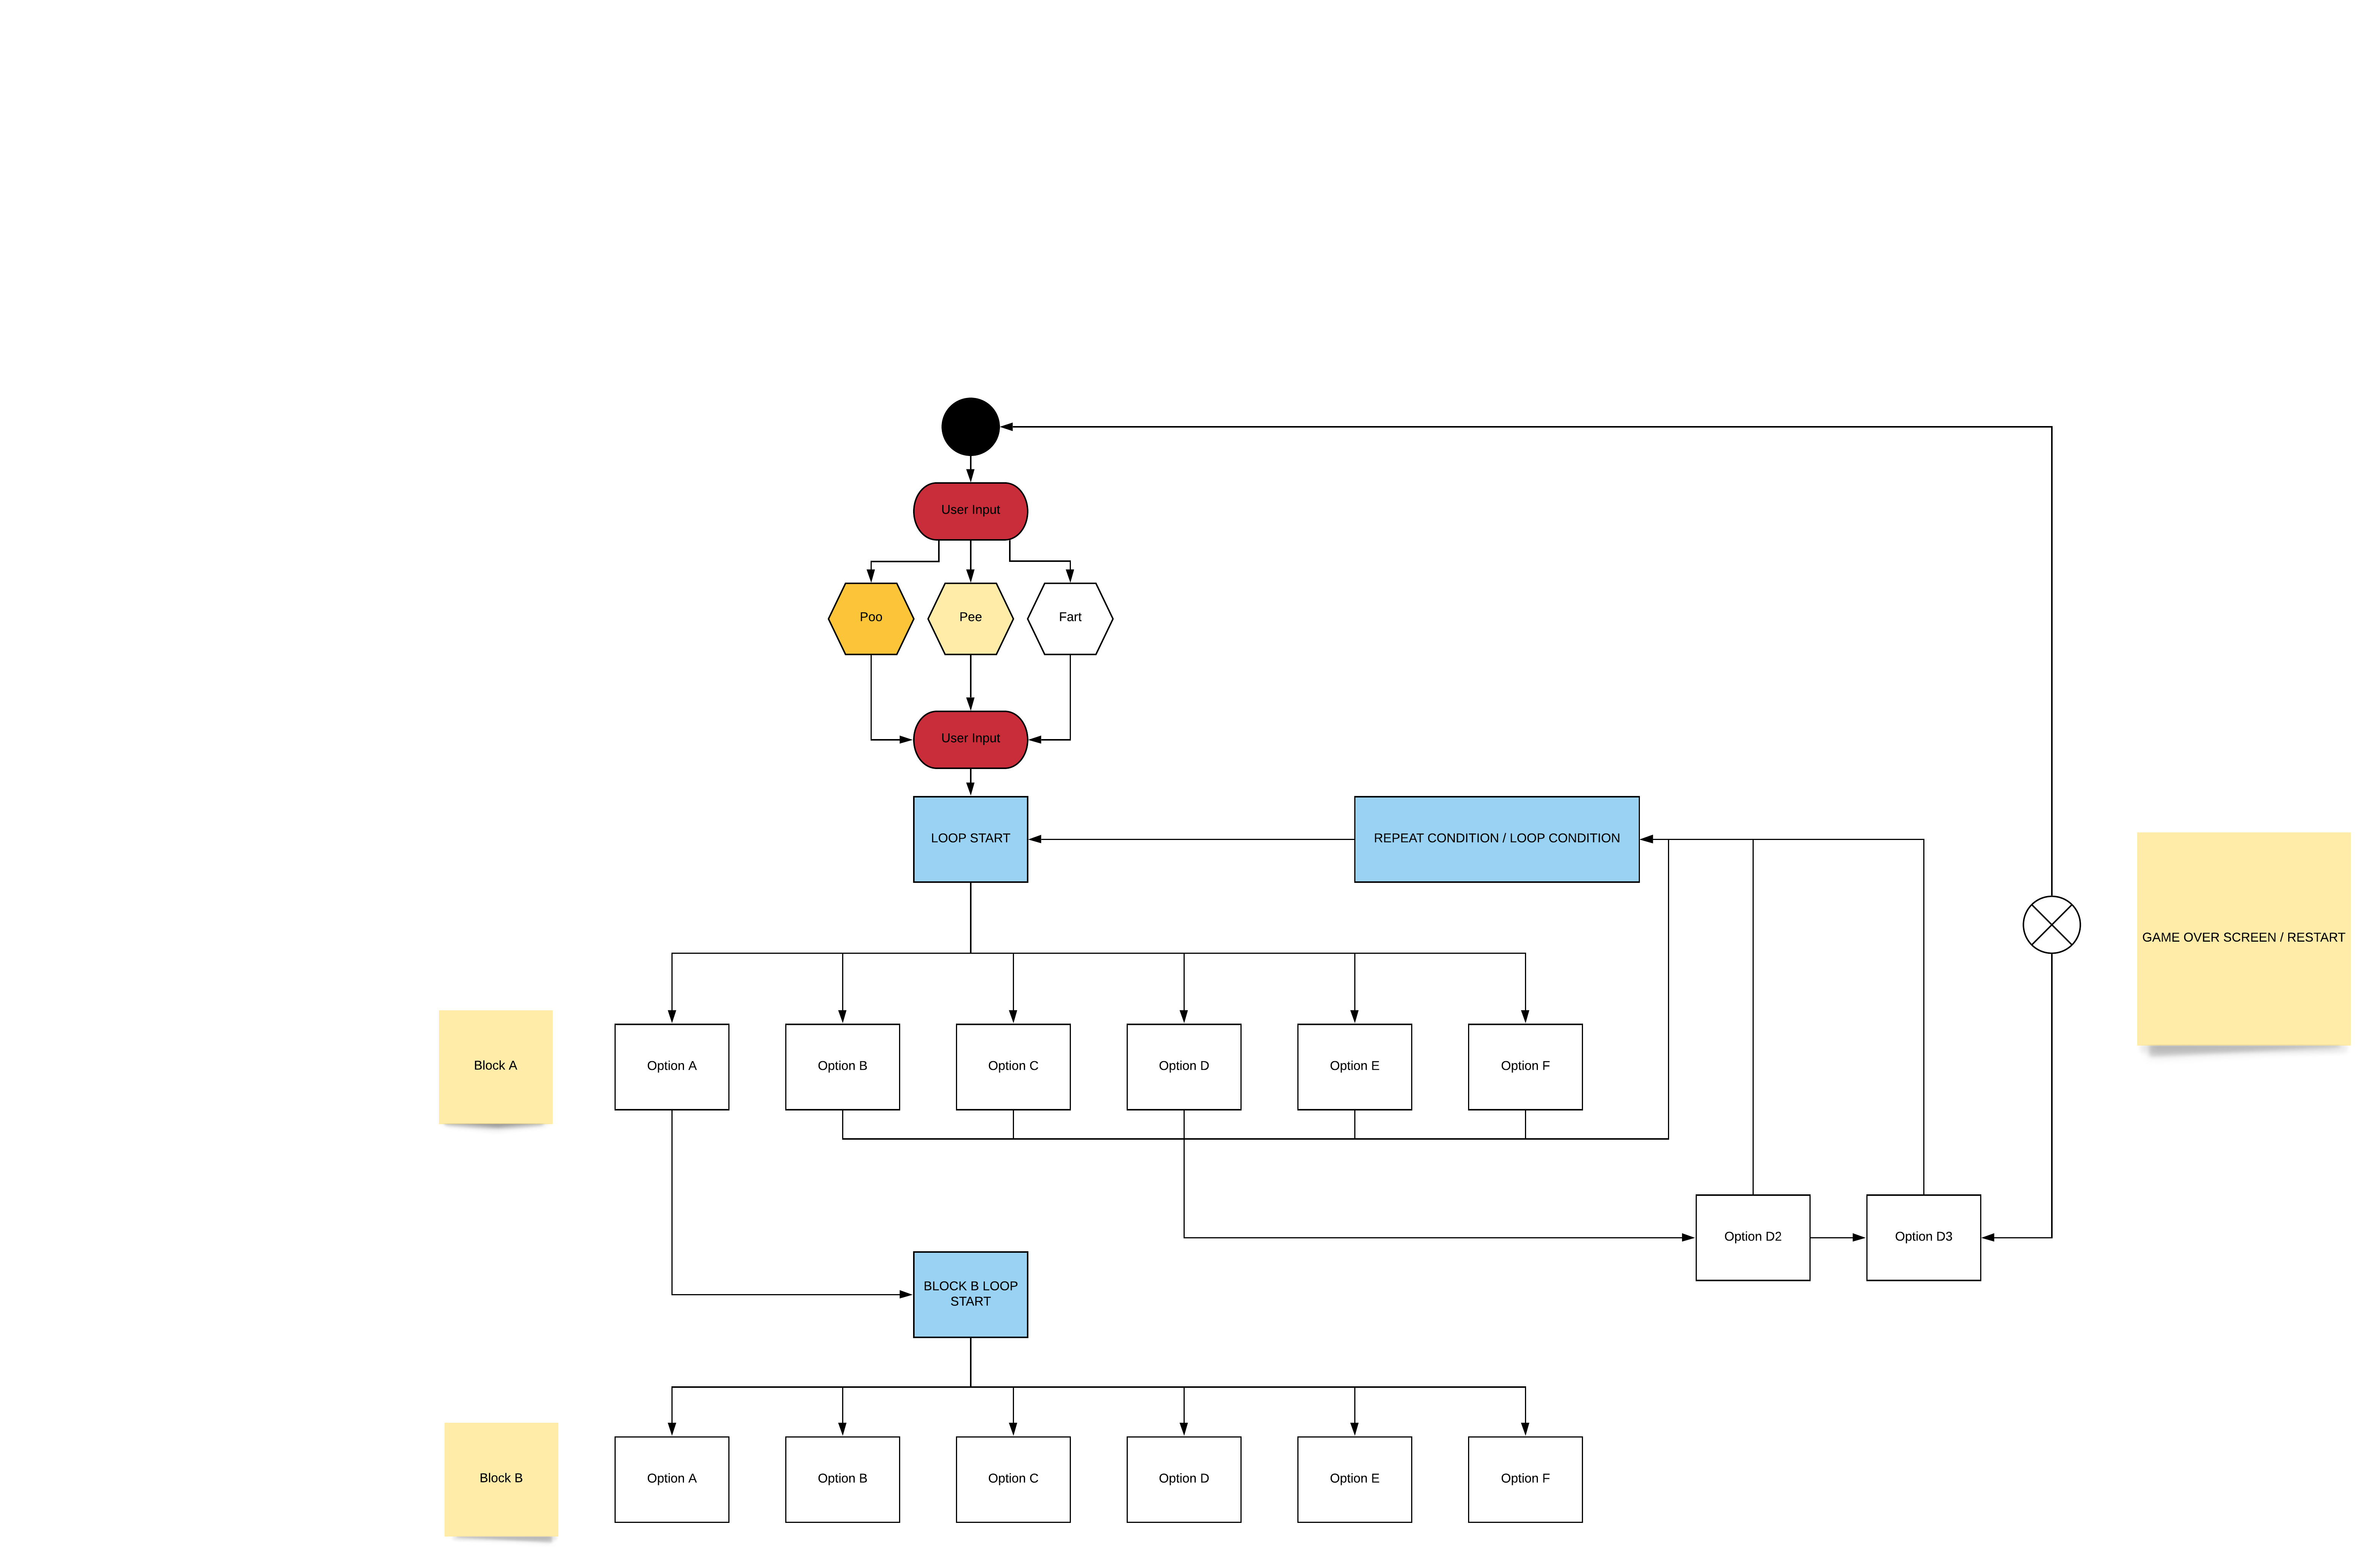 User Input
Poo
Pee
Fart
User Input
LOOP START
REPEAT CONDITION / LOOP CONDITION
GAME OVER SCREEN / RESTART
Block A
Option A
Option B
Option C
Option D
Option E
Option F
Option D2
Option D3
BLOCK B LOOP
START
Block B
Option A
Option B
Option C
Option D
Option E
Option F